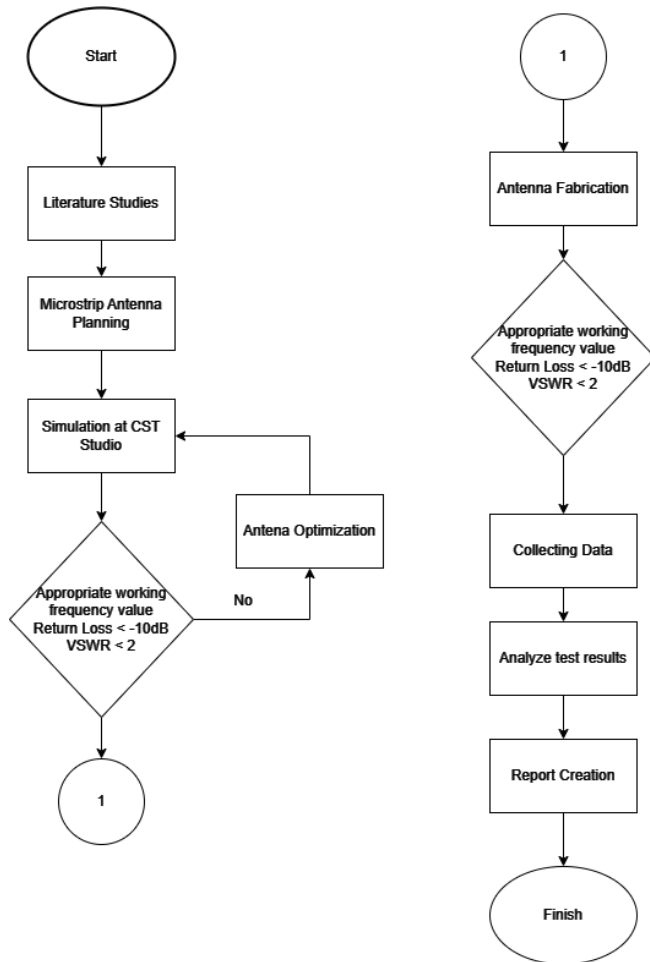 Start
Literature Studies
Microstrip Antenna
Planning
Simulation at CST
Studio
Antena Optimization
Appropriate working
frequency value
Return Loss < -10dB
VSWR < 2
No
1
1
Antenna Fabrication
Appropriate working
frequency value
Return Loss < -10dB
VSWR < 2
Collecting Data
Analyze test results
Report Creation
Finish